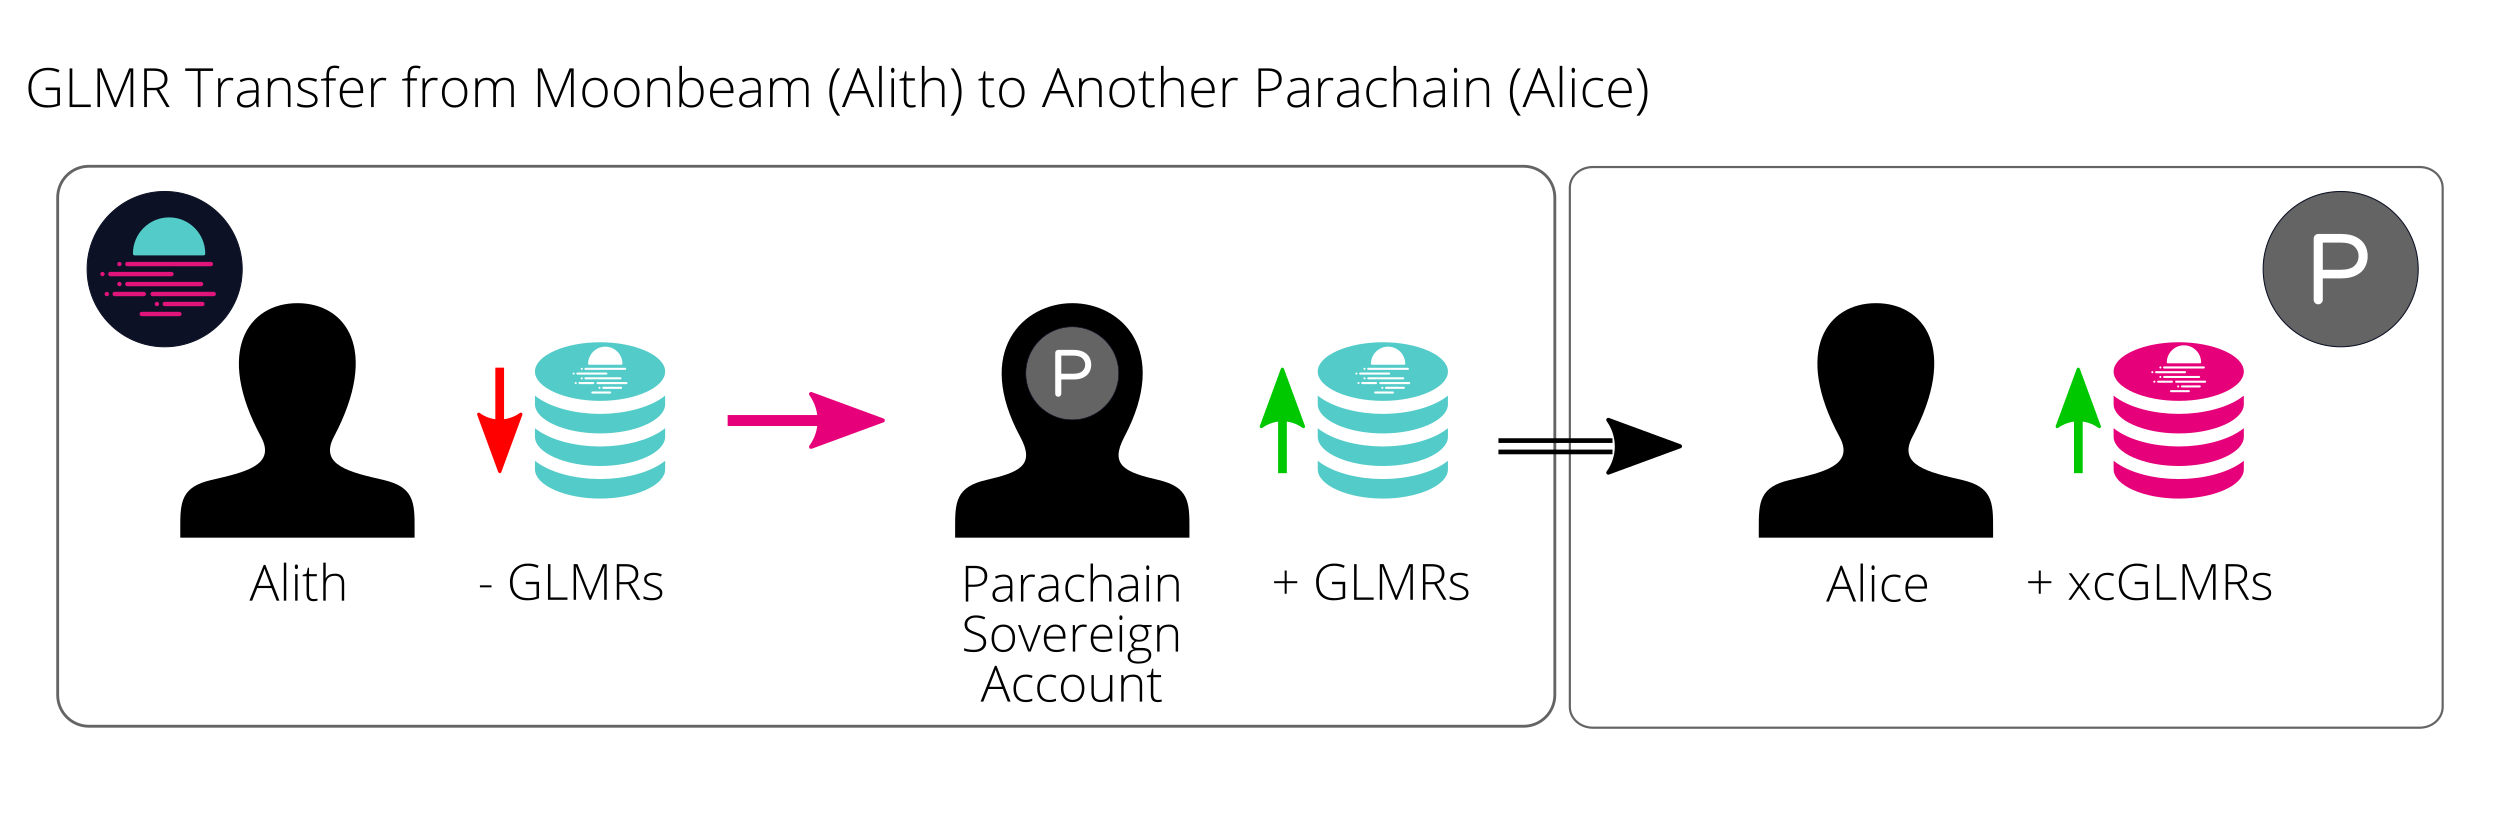 GLMR Transfer from Moonbeam (Alith) to Another Parachain (Alice)
P
P
Alith
- GLMRs
Parachain
Sovereign
Account
+ GLMRs
Alice
+ xcGLMRs